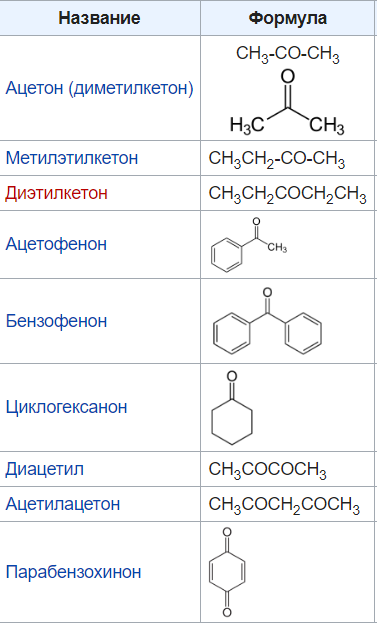 Название Формула
CH₃-CO-CH₃
O
Ацетон (диметилкетон)
H₃C CH₃
Метилэтилкетон CH₃CH₂-CO-CH₃
Диэтилкетон CH₃CH₂COCH₂CH₃
O
Ацетофенон CH₃
O
Бензофенон
O
Циклогексанон
Диацетил CH₃COCOCH₃
Ацетилацетон CH₃COCH₂COCH₃
O
Парабензохинон
O